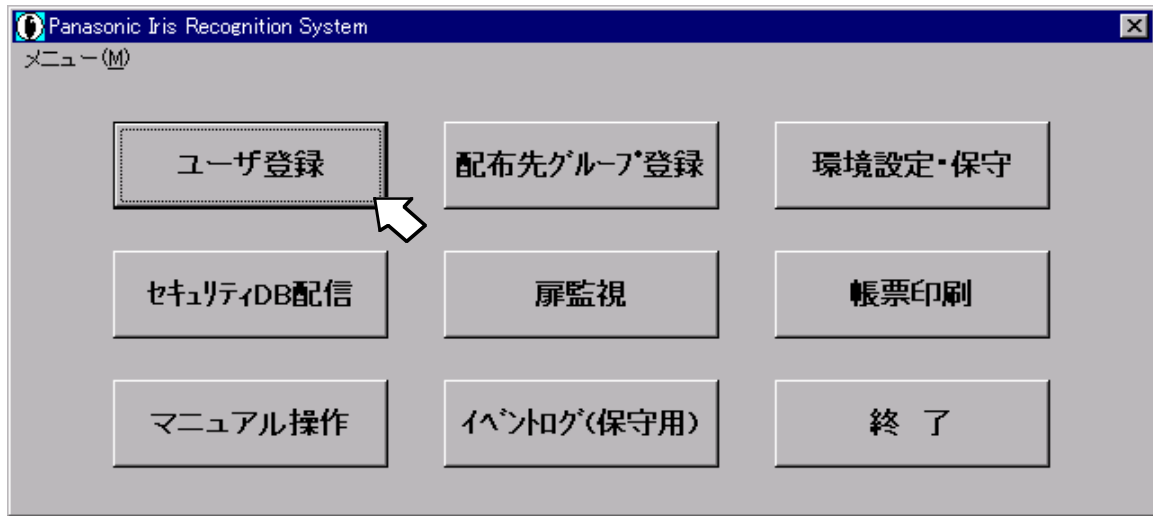 Panasonic Iris Recognition System
メニュー(M)
ユーザ登録
配布先グループ登録
環境設定・保守
セキュリティDB配信
扉監視
帳票印刷
マニュアル操作
イベントログ(保守用)
終 了